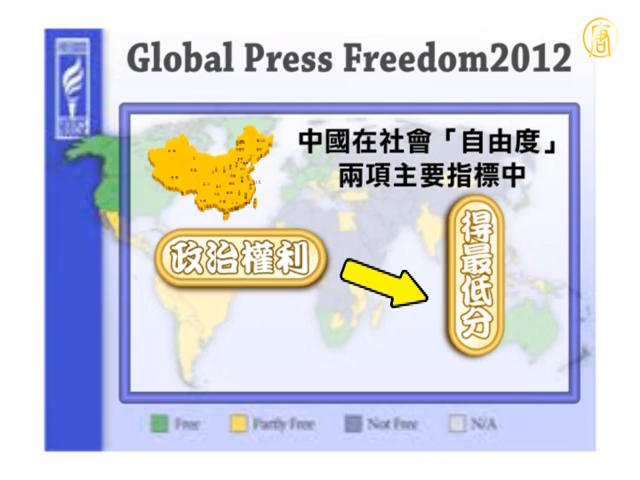 唐
Global Press Freedom2012
中國在社會「自由度」
兩項主要指標中
政治權利
得最低分
Free
Partly Free
Not Free
N/A